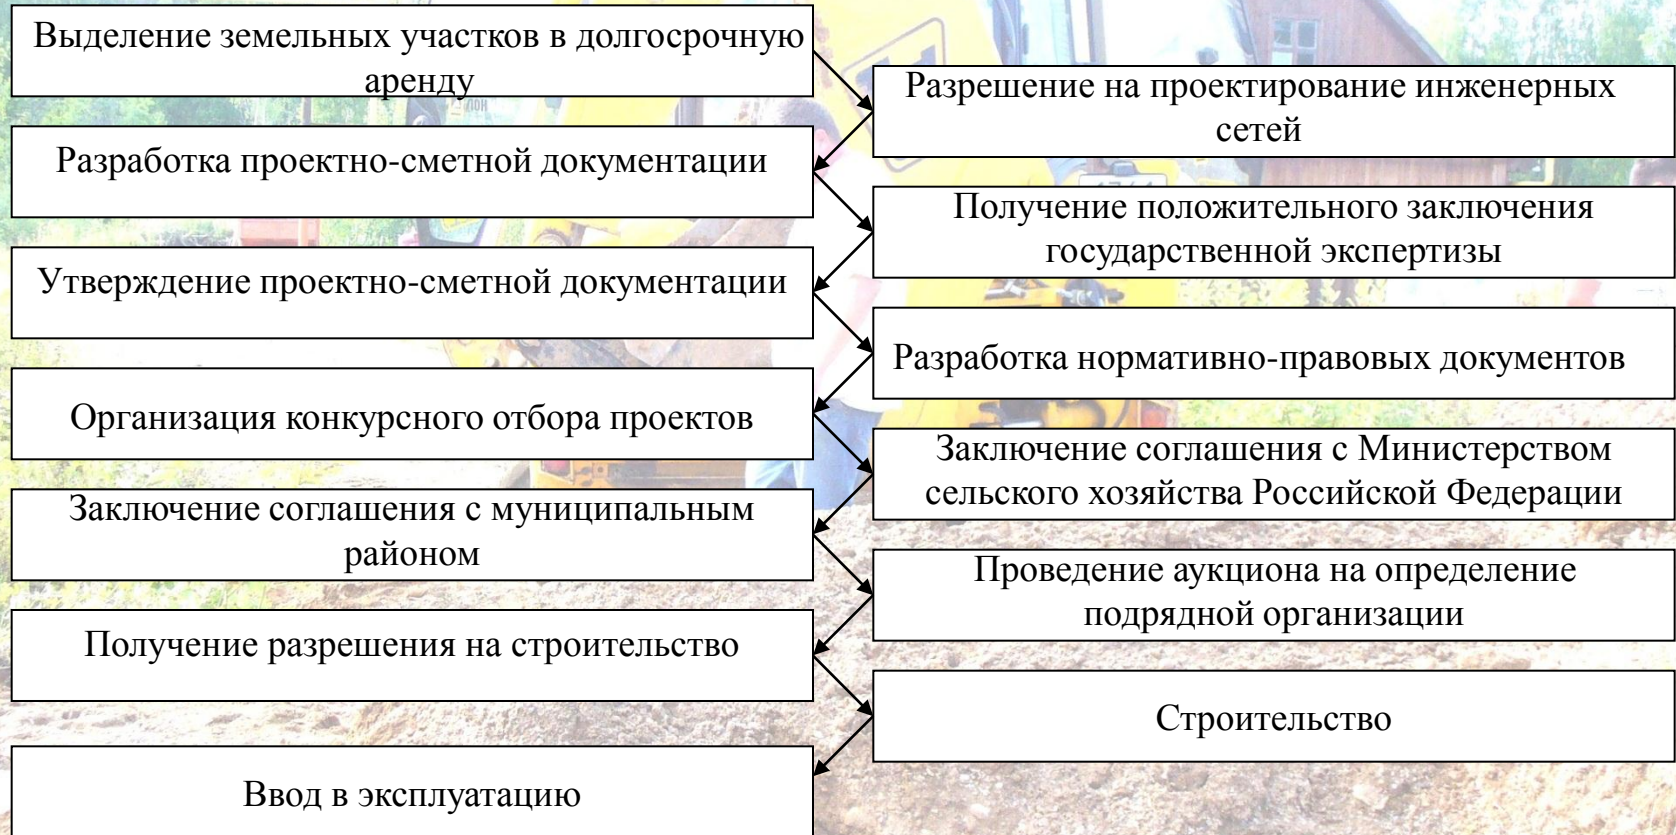 Выделение земельных участков в долгосрочную
аренду
Разрешение на проектирование инженерных
сетей
Разработка проектно-сметной документации
Получение положительного заключения
государственной экспертизы
Утверждение проектно-сметной документации
Разработка нормативно-правовых документов
Организация конкурсного отбора проектов
Заключение соглашения с Министерством
сельского хозяйства Российской Федерации
Заключение соглашения с муниципальным
районом
Проведение аукциона на определение
подрядной организации
Получение разрешения на строительство
Строительство
Ввод в эксплуатацию